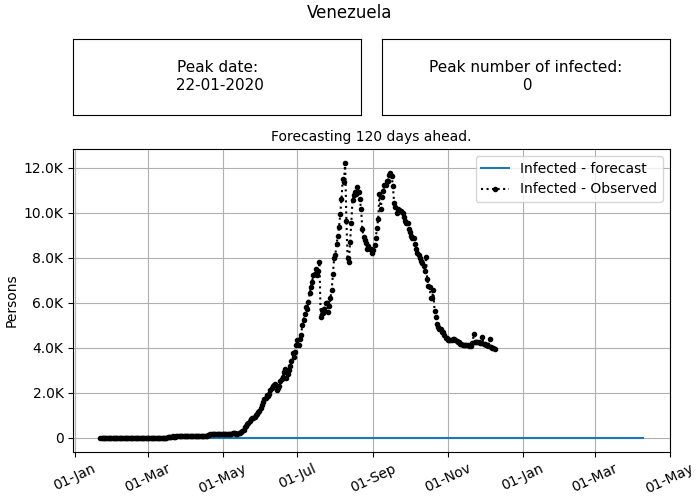 Venezuela
Peak date:
22-01-2020
Peak number of infected:
0
Forecasting 120 days ahead.
Infected - forecast
Infected - Observed
Persons
12.0K
10.0K
8.0K
6.0K
4.0K
2.0K
0
01-Jan
01-Mar
01-May
01-Jul
01-Sep
01-Nov
01-Jan
01-Mar
01-May